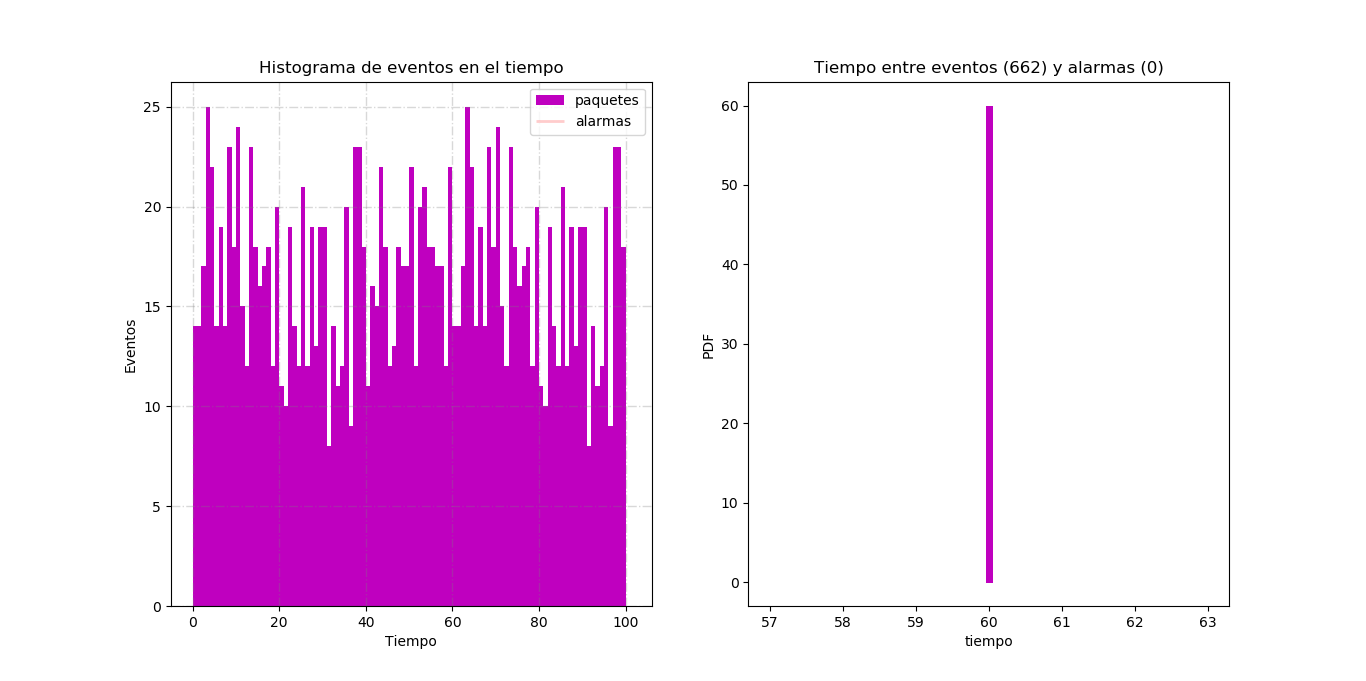 Histograma de eventos en el tiempo
25
20
15
10
5
0
Eventos
paquetes
alarmas
0 20 40 60 80 100
Tiempo
Tiempo entre eventos (662) y alarmas (0)
60
50
40
30
20
10
0
PDF
57 58 59 60 61 62 63
tiempo